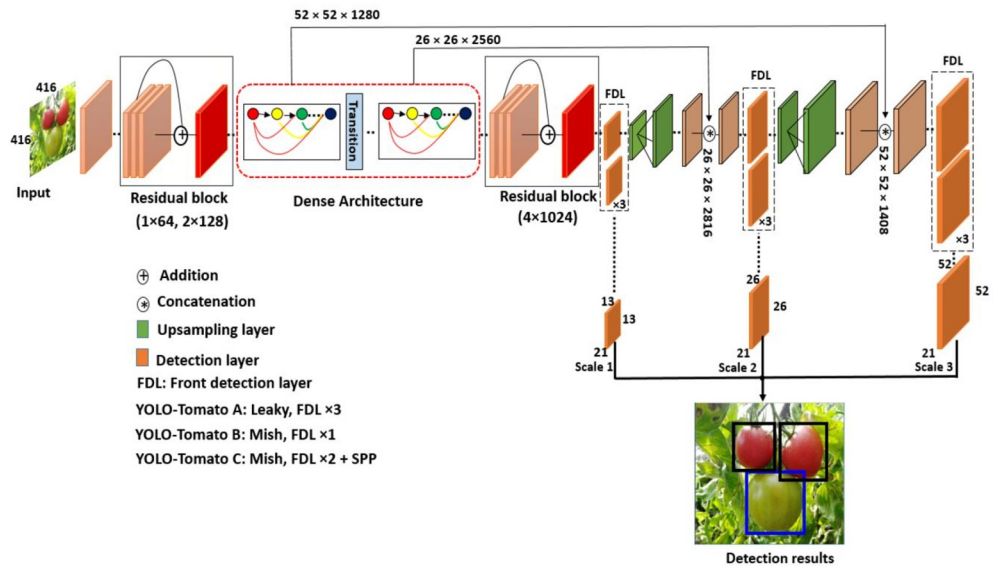 52 × 52 × 1280
26 × 26 × 2560
416
416
Input
Residual block
(1×64, 2×128)
Transition
Dense Architecture
Residual block
(4×1024)
FDL
×3
26 × 26 × 2816
FDL
×3
52 × 52 × 1408
FDL
×3
Addition
Concatenation
Upsampling layer
Detection layer
FDL: Front detection layer
YOLO-Tomato A: Leaky, FDL ×3
YOLO-Tomato B: Mish, FDL ×1
YOLO-Tomato C: Mish, FDL ×2 + SPP
13
13
21
Scale 1
26
26
21
Scale 2
52
52
21
Scale 3
Detection results